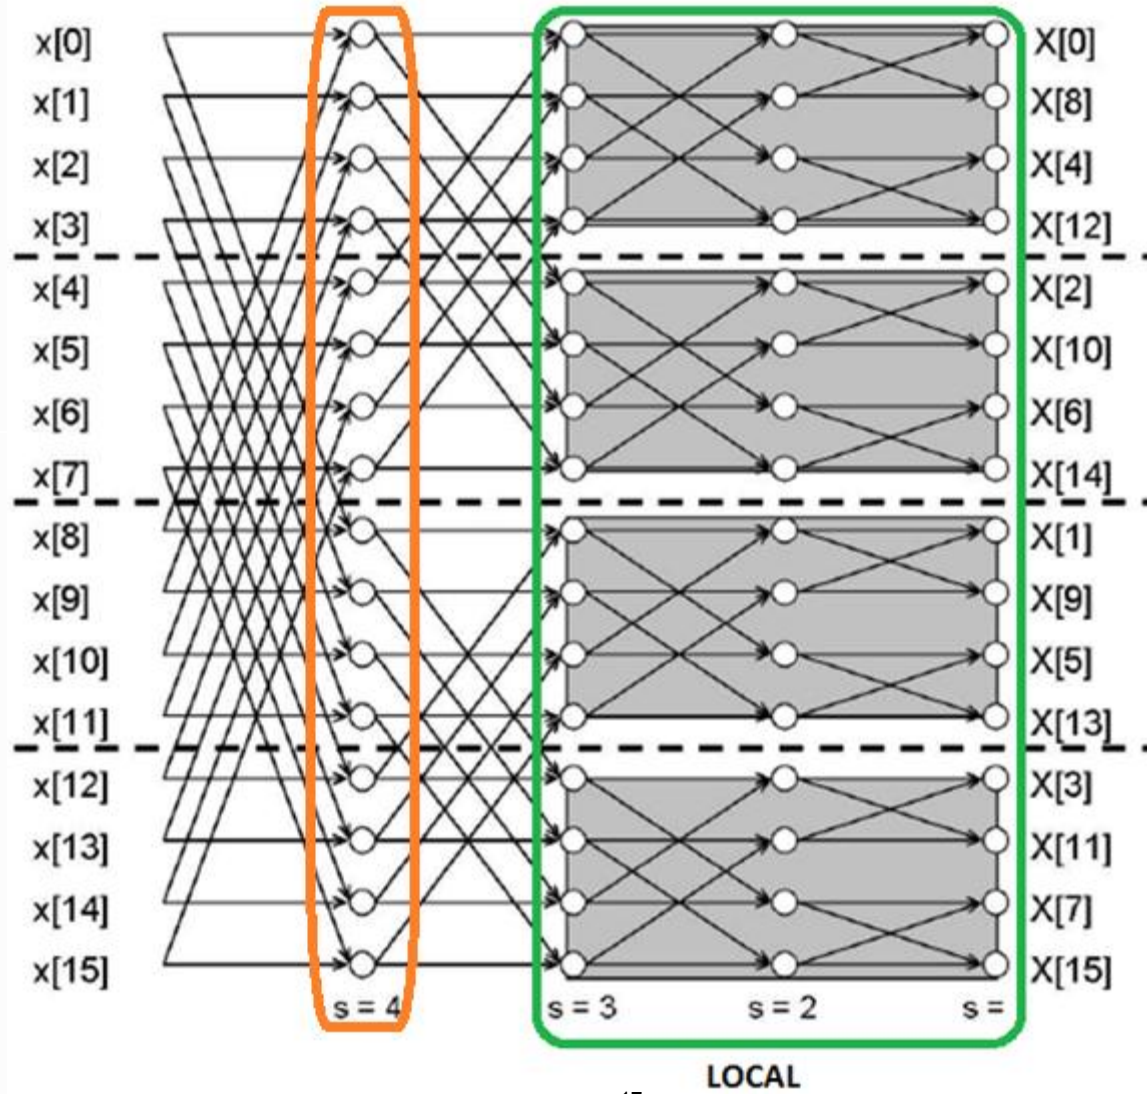 x[0] X[0]
x[1] X[8]
x[2] X[4]
x[3] X[12]
x[4] X[2]
x[5] X[10]
x[6] X[6]
x[7] X[14]
x[8] X[1]
x[9] X[9]
x[10] X[5]
x[11] X[13]
x[12] X[3]
x[13] X[11]
x[14] X[7]
x[15] X[15]
s = 4 s = 3 s = 2 s =
LOCAL